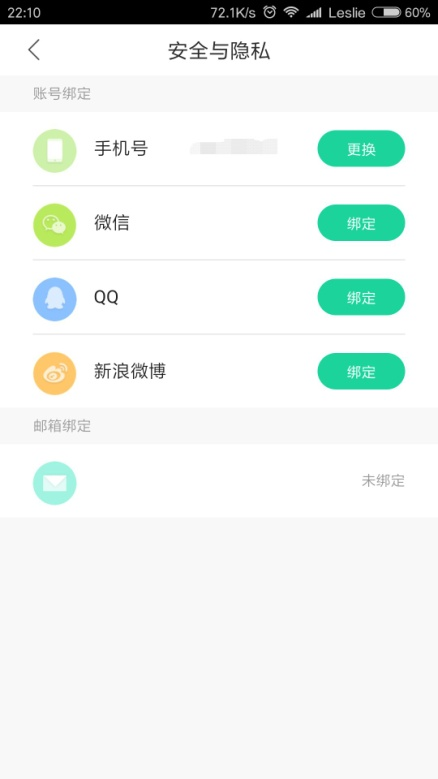 22:10 72.1K/s Leslie 60%
安全与隐私
账号绑定
手机号 更换
微信 绑定
QQ 绑定
新浪微博 绑定
邮箱绑定
未绑定